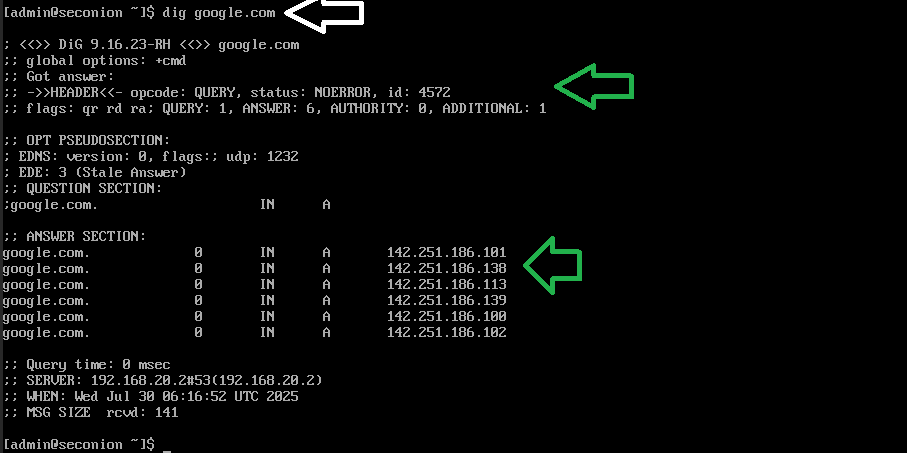 [admin@seconion ~]$ dig google.com
; <<>> DiG 9.16.23-RH <<>> google.com
;; global options: +cmd
;; Got answer:
;; ->>HEADER<<- opcode: QUERY, status: NOERROR, id: 4572
;; flags: qr rd ra; QUERY: 1, ANSWER: 6, AUTHORITY: 0, ADDITIONAL: 1
;; OPT PSEUDOSECTION:
; EDNS: version: 0, flags:; udp: 1232
; EDE: 3 (Stale Answer)
;; QUESTION SECTION:
;google.com. IN A
;; ANSWER SECTION:
google.com. 0 IN A 142.251.186.101
google.com. 0 IN A 142.251.186.138
google.com. 0 IN A 142.251.186.113
google.com. 0 IN A 142.251.186.139
google.com. 0 IN A 142.251.186.100
google.com. 0 IN A 142.251.186.102
;; Query time: 0 msec
;; SERVER: 192.168.20.2#53(192.168.20.2)
;; WHEN: Wed Jul 30 06:16:52 UTC 2025
;; MSG SIZE rcvd: 141
[admin@seconion ~]$ _